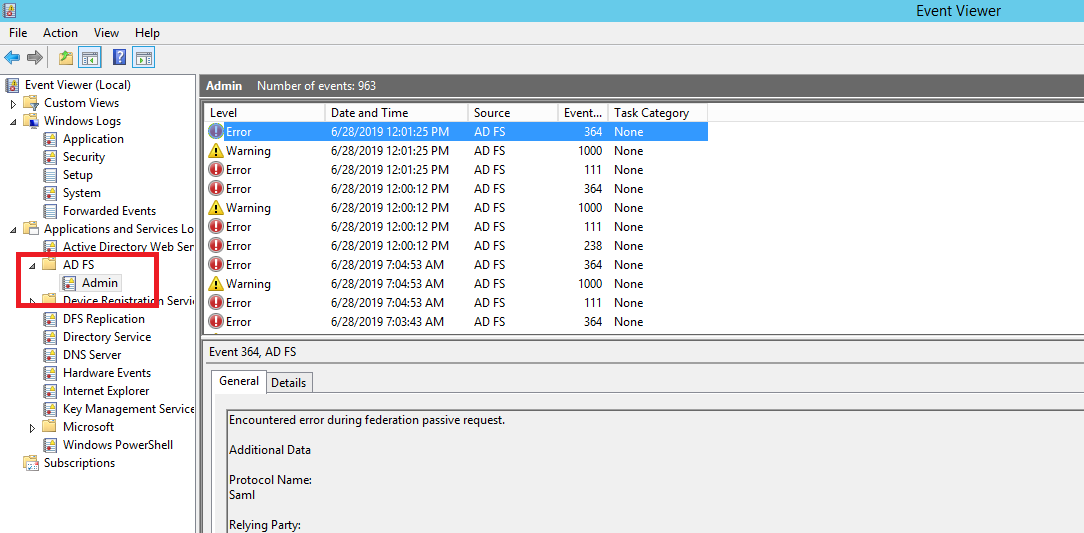 Event Viewer
File Action View Help
Event Viewer (Local)
Custom Views
Windows Logs
Application
Security
Setup
System
Forwarded Events
Applications and Services Lo
Active Directory Web Ser
AD FS
Admin
Device Registration Servi
DFS Replication
Directory Service
DNS Server
Hardware Events
Internet Explorer
Key Management Service
Microsoft
Windows PowerShell
Subscriptions
Admin Number of events: 963
Level Date and Time Source Event... Task Category
Error 6/28/2019 12:01:25 PM AD FS 364 None
Warning 6/28/2019 12:01:25 PM AD FS 1000 None
Error 6/28/2019 12:01:25 PM AD FS 111 None
Error 6/28/2019 12:00:12 PM AD FS 364 None
Warning 6/28/2019 12:00:12 PM AD FS 1000 None
Error 6/28/2019 12:00:12 PM AD FS 111 None
Error 6/28/2019 12:00:12 PM AD FS 238 None
Error 6/28/2019 7:04:53 AM AD FS 364 None
Warning 6/28/2019 7:04:53 AM AD FS 1000 None
Error 6/28/2019 7:04:53 AM AD FS 111 None
Error 6/28/2019 7:03:43 AM AD FS 364 None
Event 364, AD FS
General Details
Encountered error during federation passive request.
Additional Data
Protocol Name:
Saml
Relying Party: